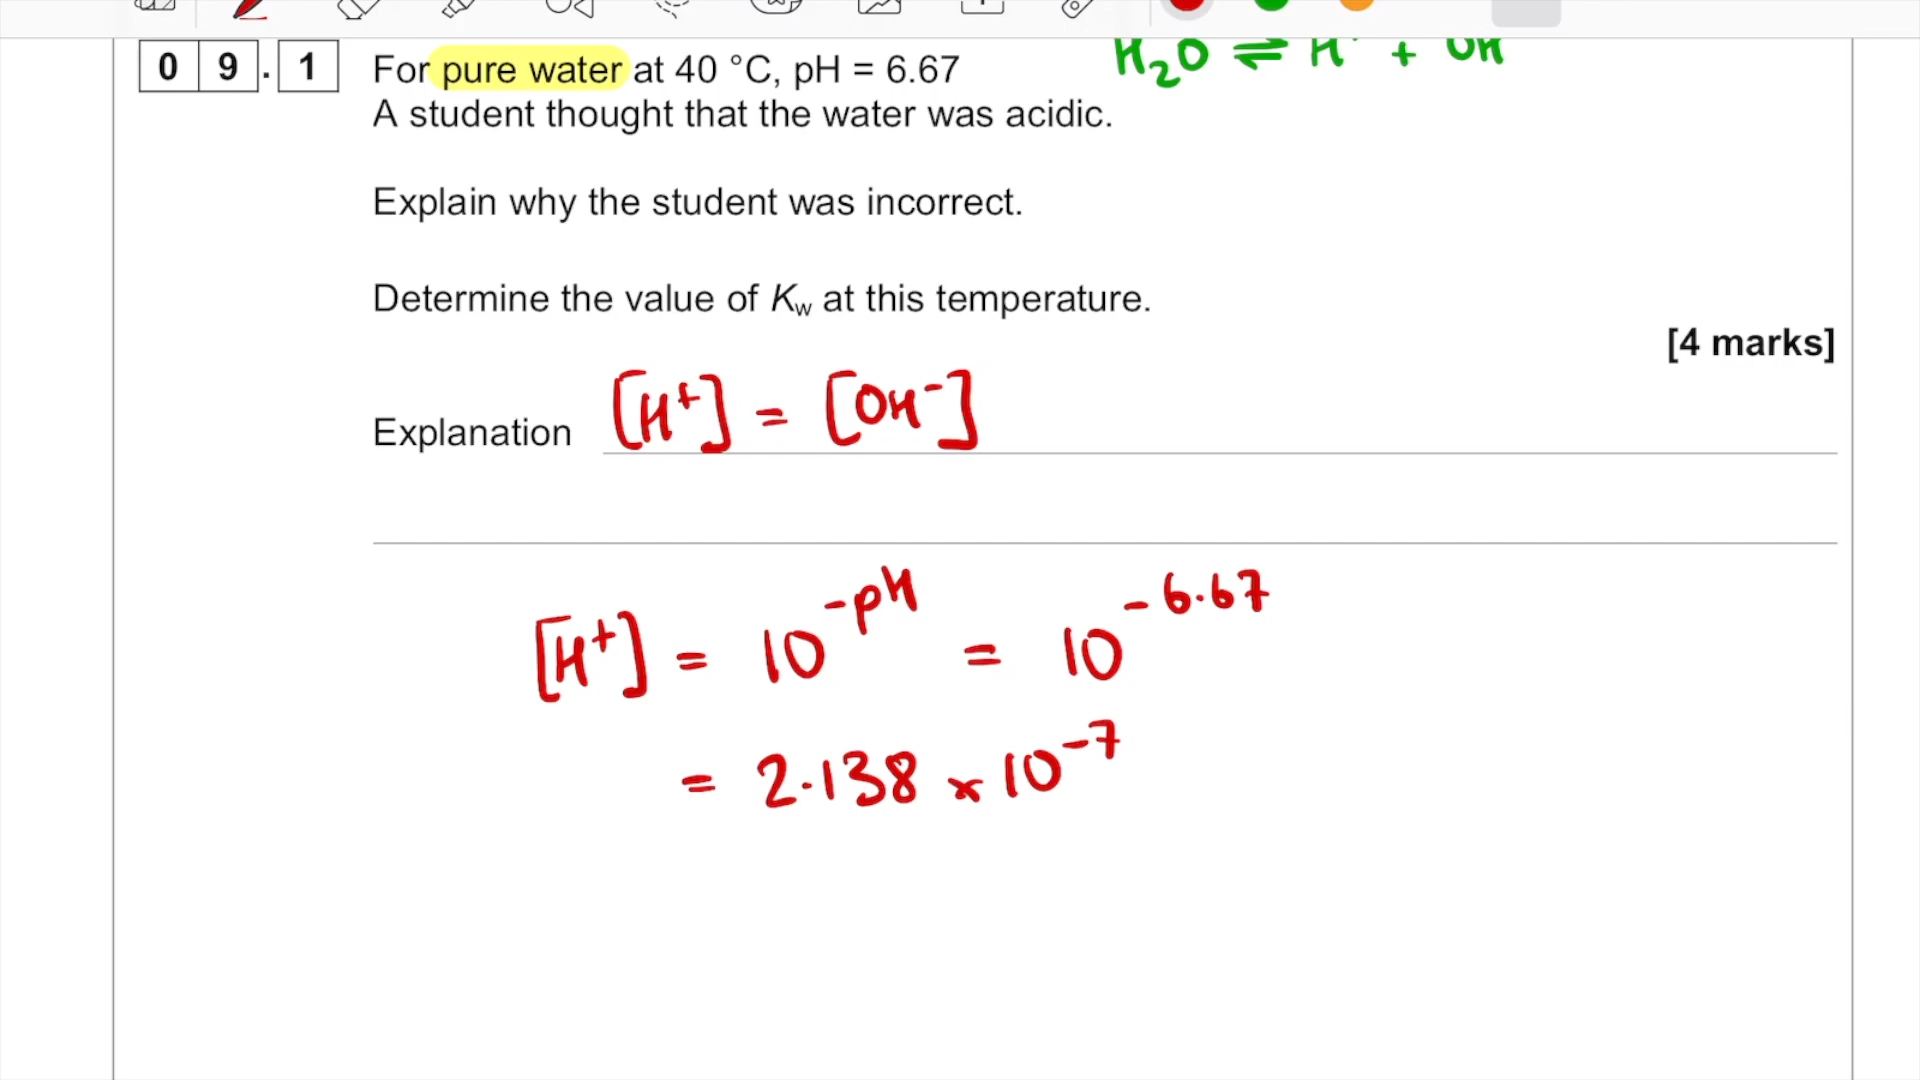 09.1 For pure water at 40 °C, pH = 6.67
H₂O ⇌ H⁺ + OH
A student thought that the water was acidic.
Explain why the student was incorrect.
Determine the value of Kw at this temperature.
[4 marks]
Explanation [H⁺] = [OH⁻]
[H⁺] = 10^-pH = 10^-6.67
= 2.138 × 10^-7